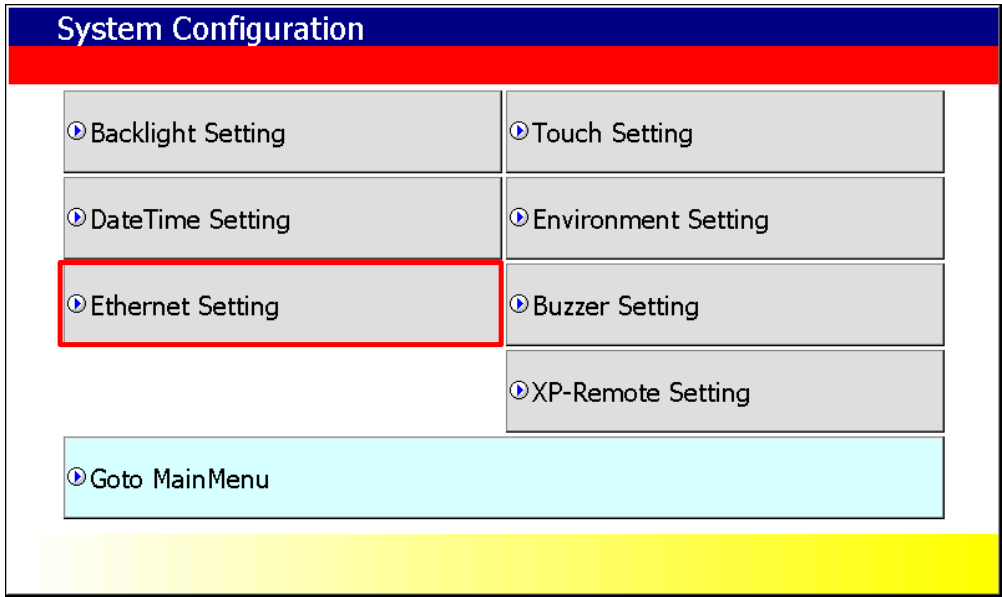 System Configuration
Backlight Setting
Touch Setting
DateTime Setting
Environment Setting
Ethernet Setting
Buzzer Setting
XP-Remote Setting
Goto MainMenu